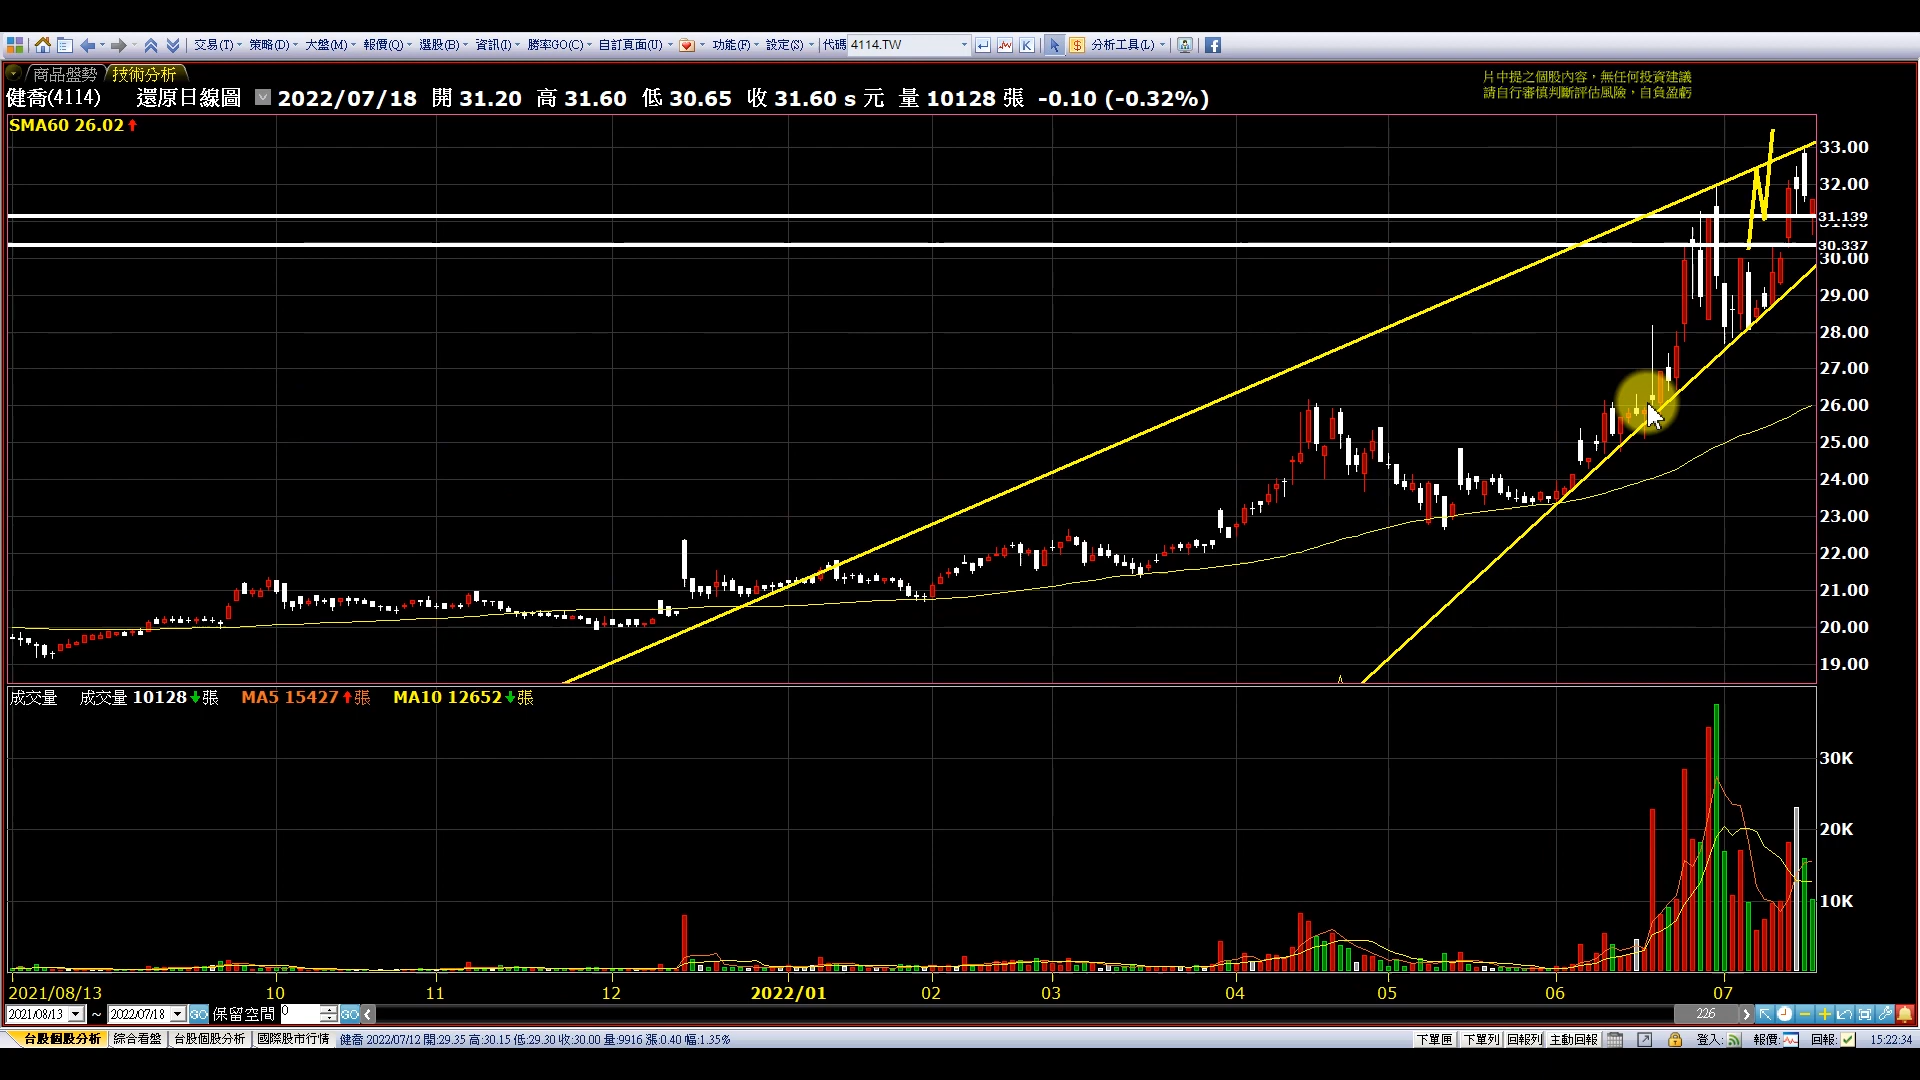 交易(T) 策略(D) 大盤(M) 報價(Q) 選股(B) 資訊(I) 勝率GO(C) 自訂頁面(U) 功能(F) 設定(S) 代碼 4114.TW K $ 分析工具(L)
商品盤勢 技術分析
片中提之個股內容，無任何投資建議
請自行審慎判斷評估風險，自負盈虧
健喬(4114) 還原日線圖 2022/07/18 開 31.20 高 31.60 低 30.65 收 31.60 s 元 量 10128 張 -0.10 (-0.32%)
SMA60 26.02
33.00
32.00
31.139
30.337
30.00
29.00
28.00
27.00
26.00
25.00
24.00
23.00
22.00
21.00
20.00
19.00
成交量 成交量 10128 張 MA5 15427 張 MA10 12652 張
30K
20K
10K
2021/08/13 10 11 12 2022/01 02 03 04 05 06 07
2021/08/13 ~ 2022/07/18 GO 保留空間 0 GO 226
台股個股分析 綜合看盤 台股個股分析 國際股市行情 健喬 2022/07/12 開:29.35 高:30.15 低:29.30 收:30.00 量:9916 漲:0.40 幅:1.35% 下單匣 下單列 回報列 主動回報 登入: 報價: 回報: 15:22:34